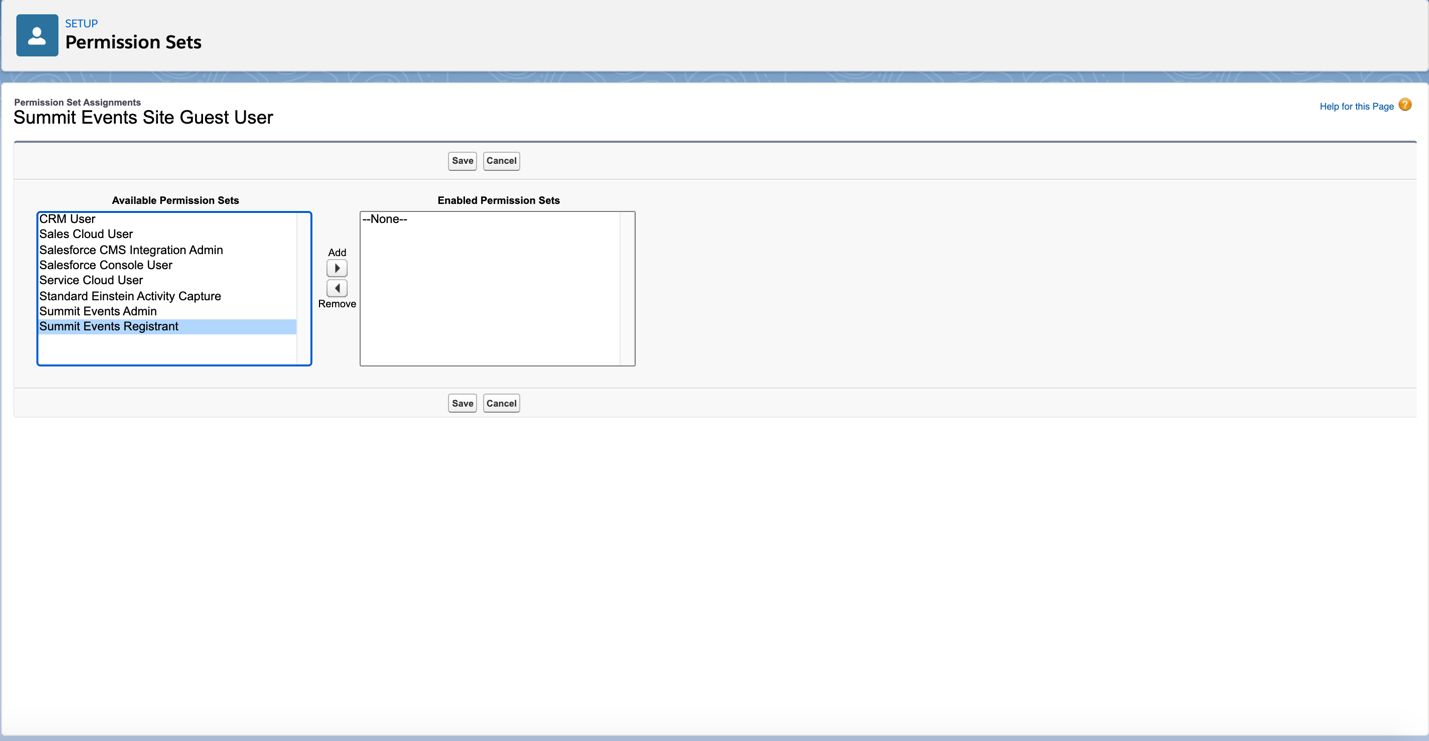 SETUP
Permission Sets
Permission Set Assignments
Summit Events Site Guest User
Help for this Page ?
Save Cancel
Available Permission Sets
CRM User
Sales Cloud User
Salesforce CMS Integration Admin
Salesforce Console User
Service Cloud User
Standard Einstein Activity Capture
Summit Events Admin
Summit Events Registrant
Add
Remove
Enabled Permission Sets
--None--
Save Cancel